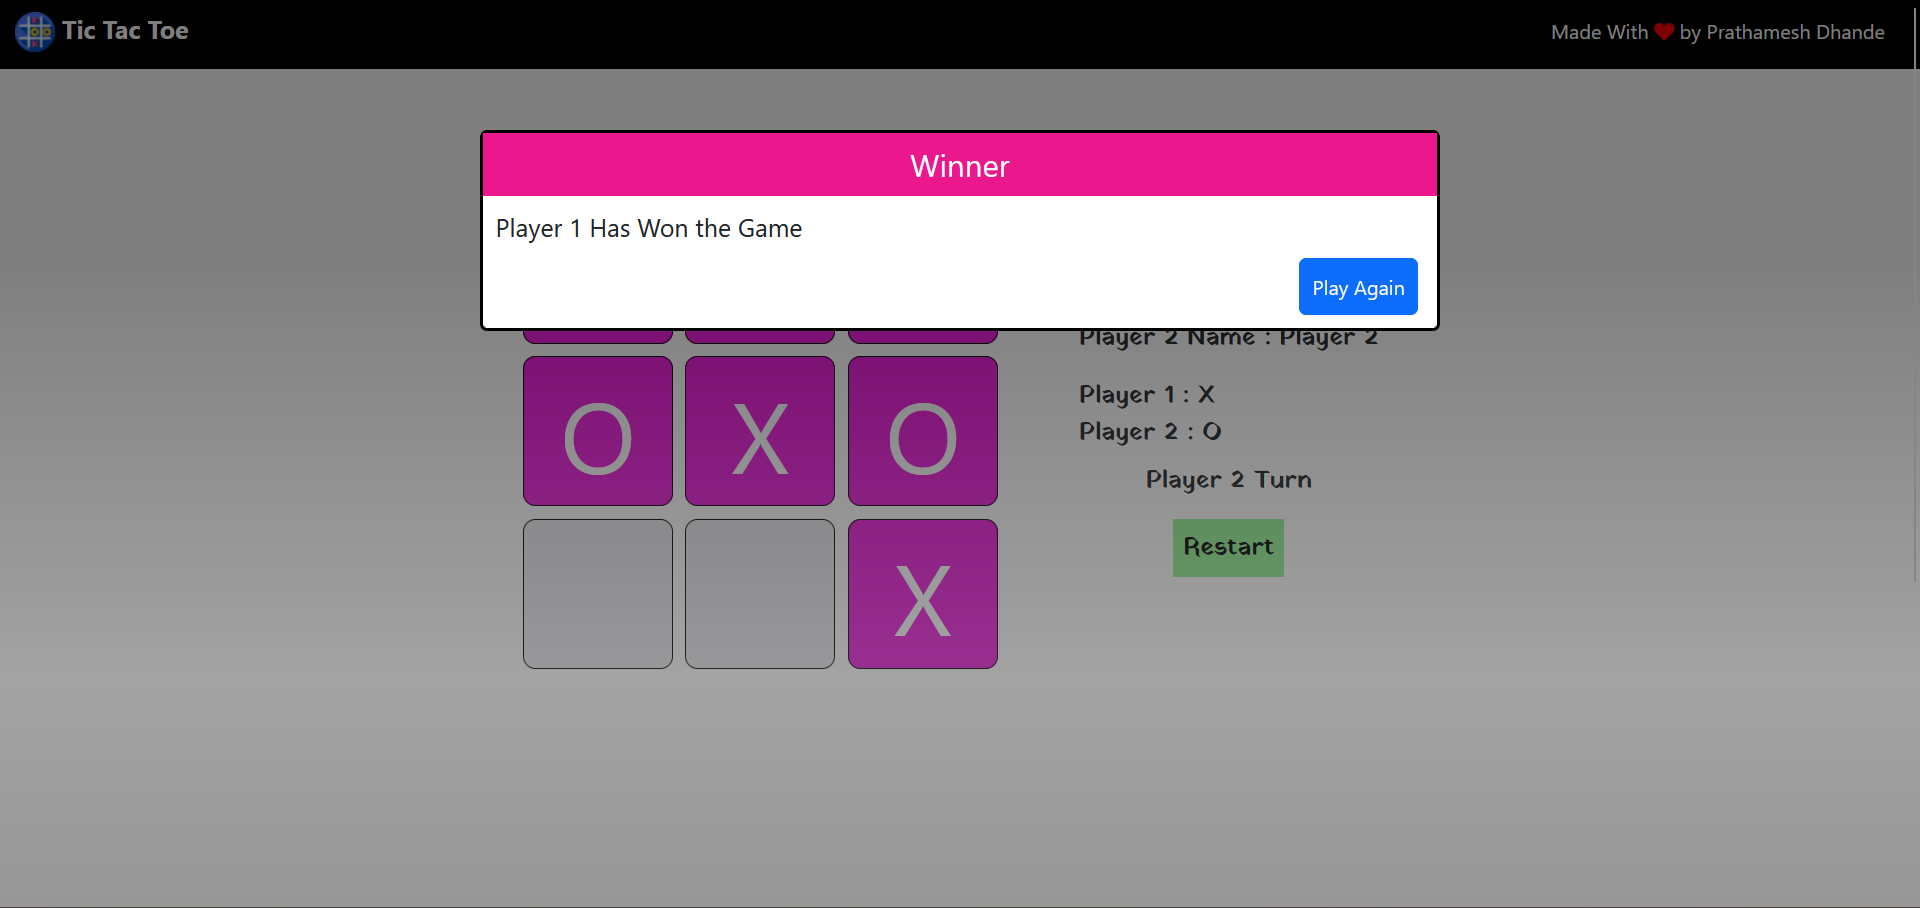 Tic Tac Toe
Made With ❤ by Prathamesh Dhande
Winner
Player 1 Has Won the Game
Play Again
Player 2 Name : Player 2
O X O
Player 1 : X
Player 2 : O
Player 2 Turn
Restart
X